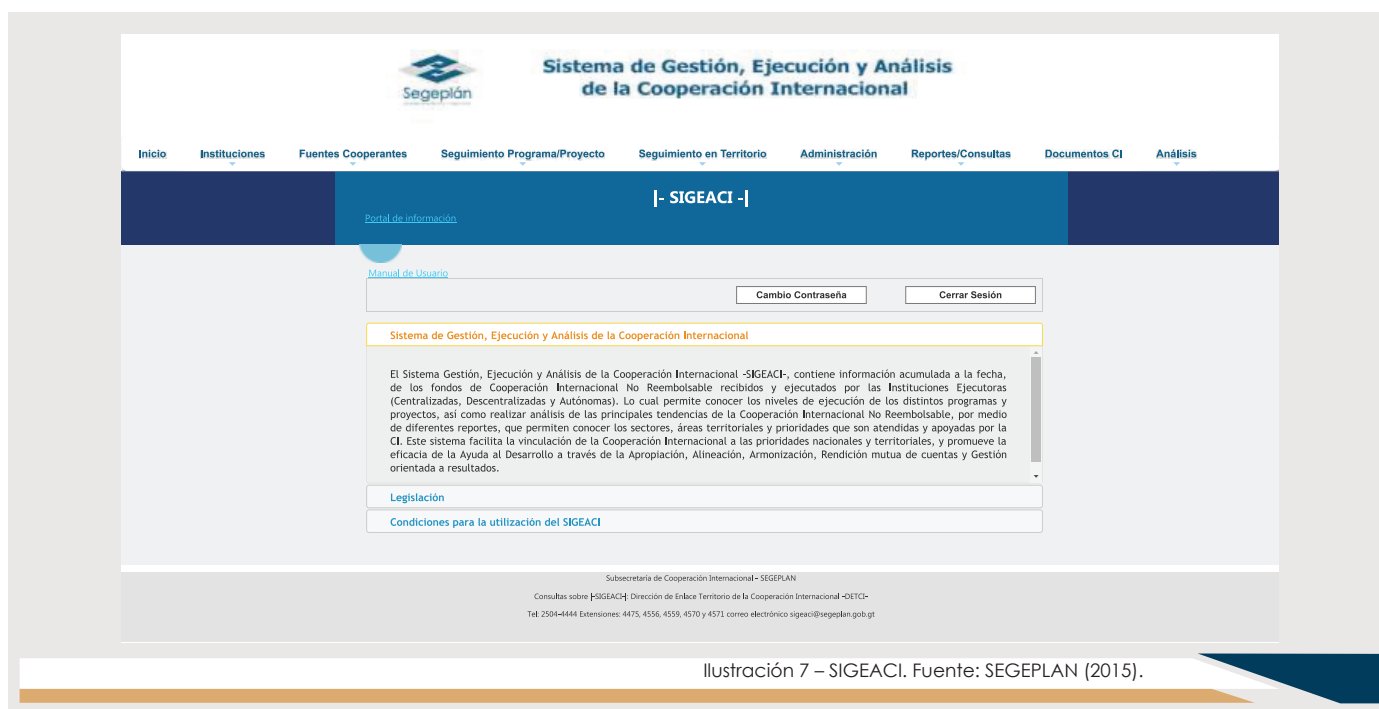 Segeplán
Sistema de Gestión, Ejecución y Análisis
de la Cooperación Internacional
Inicio Instituciones Fuentes Cooperantes Seguimiento Programa/Proyecto Seguimiento en Territorio Administración Reportes/Consultas Documentos CI Análisis
|- SIGEACI -|
Portal de información
Manual de Usuario
Cambio Contraseña Cerrar Sesión
Sistema de Gestión, Ejecución y Análisis de la Cooperación Internacional
El Sistema Gestión, Ejecución y Análisis de la Cooperación Internacional -SIGEACI-, contiene información acumulada a la fecha,
de los fondos de Cooperación Internacional No Reembolsable recibidos y ejecutados por las Instituciones Ejecutoras
(Centralizadas, Descentralizadas y Autónomas). Lo cual permite conocer los niveles de ejecución de los distintos programas y
proyectos, así como realizar análisis de las principales tendencias de la Cooperación Internacional No Reembolsable, por medio
de diferentes reportes, que permiten conocer los sectores, áreas territoriales y prioridades que son atendidas y apoyadas por la
CI. Este sistema facilita la vinculación de la Cooperación Internacional a las prioridades nacionales y territoriales, y promueve la
eficacia de la Ayuda al Desarrollo a través de la Apropiación, Alineación, Armonización, Rendición mutua de cuentas y Gestión
orientada a resultados.
Legislación
Condiciones para la utilización del SIGEACI
Subsecretaría de Cooperación Internacional - SEGEPLAN
Consultas sobre |-SIGEACI-|: Dirección de Enlace Territorio de la Cooperación Internacional -DETCI-
Tel: 2504-4444 Extensiones: 4475, 4556, 4559, 4570 y 4571 correo electrónico sigeaci@segeplan.gob.gt
Ilustración 7 – SIGEACI. Fuente: SEGEPLAN (2015).